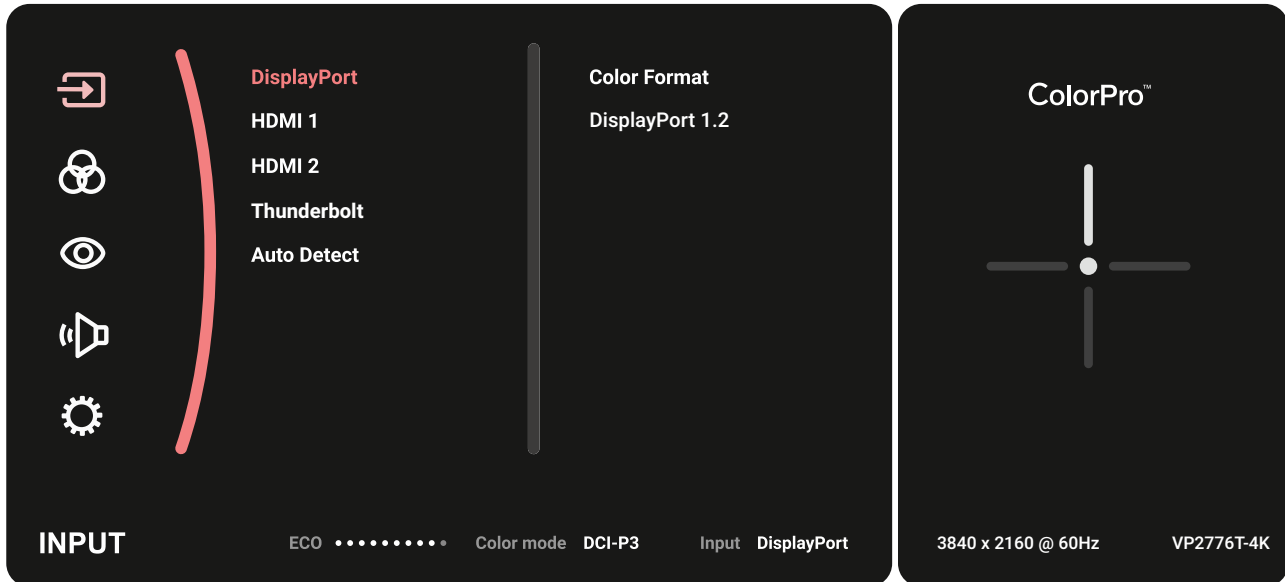 DisplayPort
HDMI 1
HDMI 2
Thunderbolt
Auto Detect
Color Format
DisplayPort 1.2
ColorPro™
INPUT
ECO
Color mode DCI-P3
Input DisplayPort
3840 x 2160 @ 60Hz
VP2776T-4K